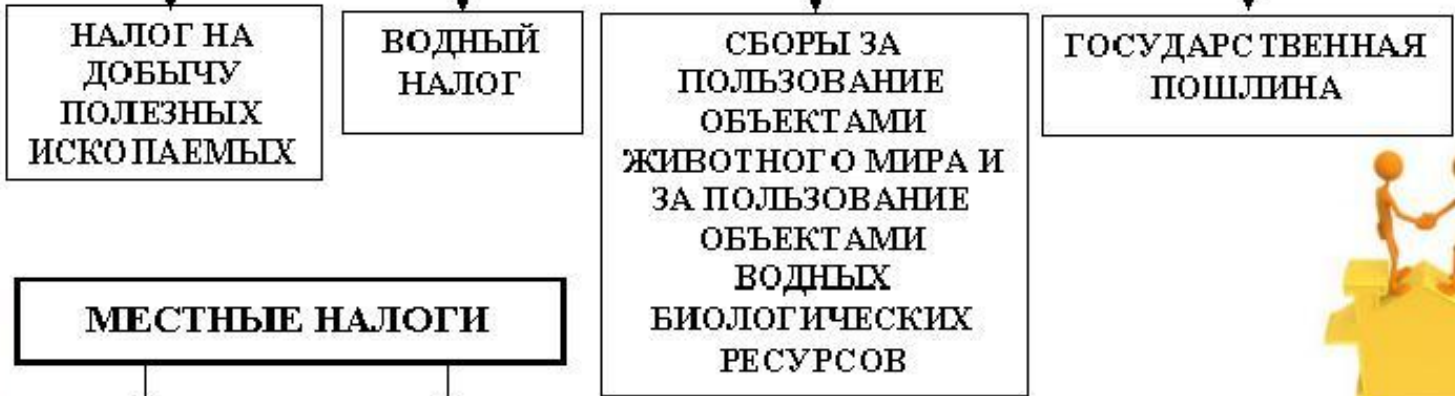 НАЛОГ НА
ДОБЫЧУ
ПОЛЕЗНЫХ
ИСКОПАЕМЫХ
ВОДНЫЙ
НАЛОГ
СБОРЫ ЗА
ПОЛЬЗОВАНИЕ
ОБЪЕКТАМИ
ЖИВОТНОГО МИРА И
ЗА ПОЛЬЗОВАНИЕ
ОБЪЕКТАМИ
ВОДНЫХ
БИОЛОГИЧЕСКИХ
РЕСУРСОВ
ГОСУДАРСТВЕННАЯ
ПОШЛИНА
МЕСТНЫЕ НАЛОГИ